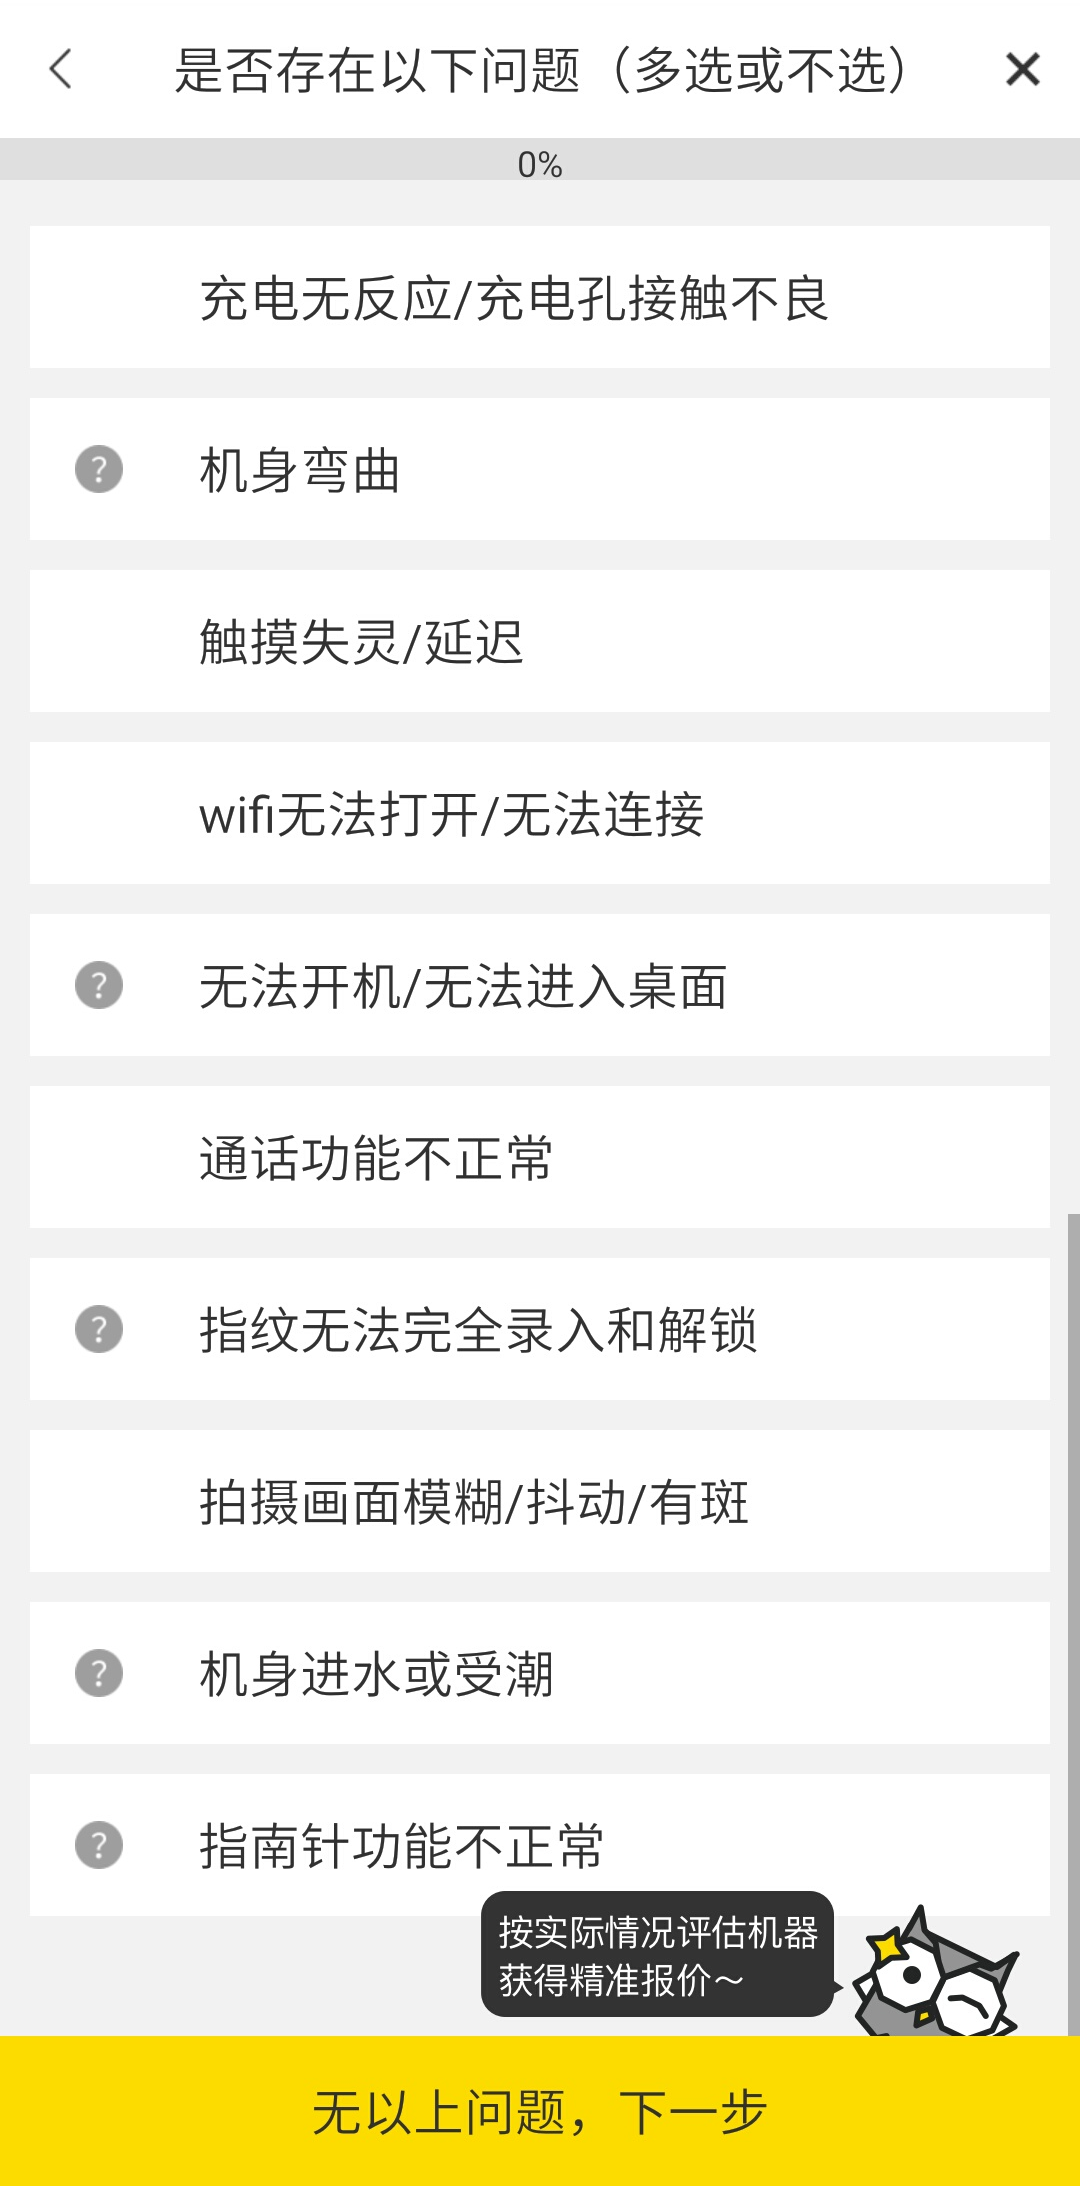 是否存在以下问题（多选或不选）
0%
充电无反应/充电孔接触不良
?
机身弯曲
触摸失灵/延迟
wifi无法打开/无法连接
?
无法开机/无法进入桌面
通话功能不正常
?
指纹无法完全录入和解锁
拍摄画面模糊/抖动/有斑
?
机身进水或受潮
?
指南针功能不正常
按实际情况评估机器
获得精准报价～
无以上问题，下一步